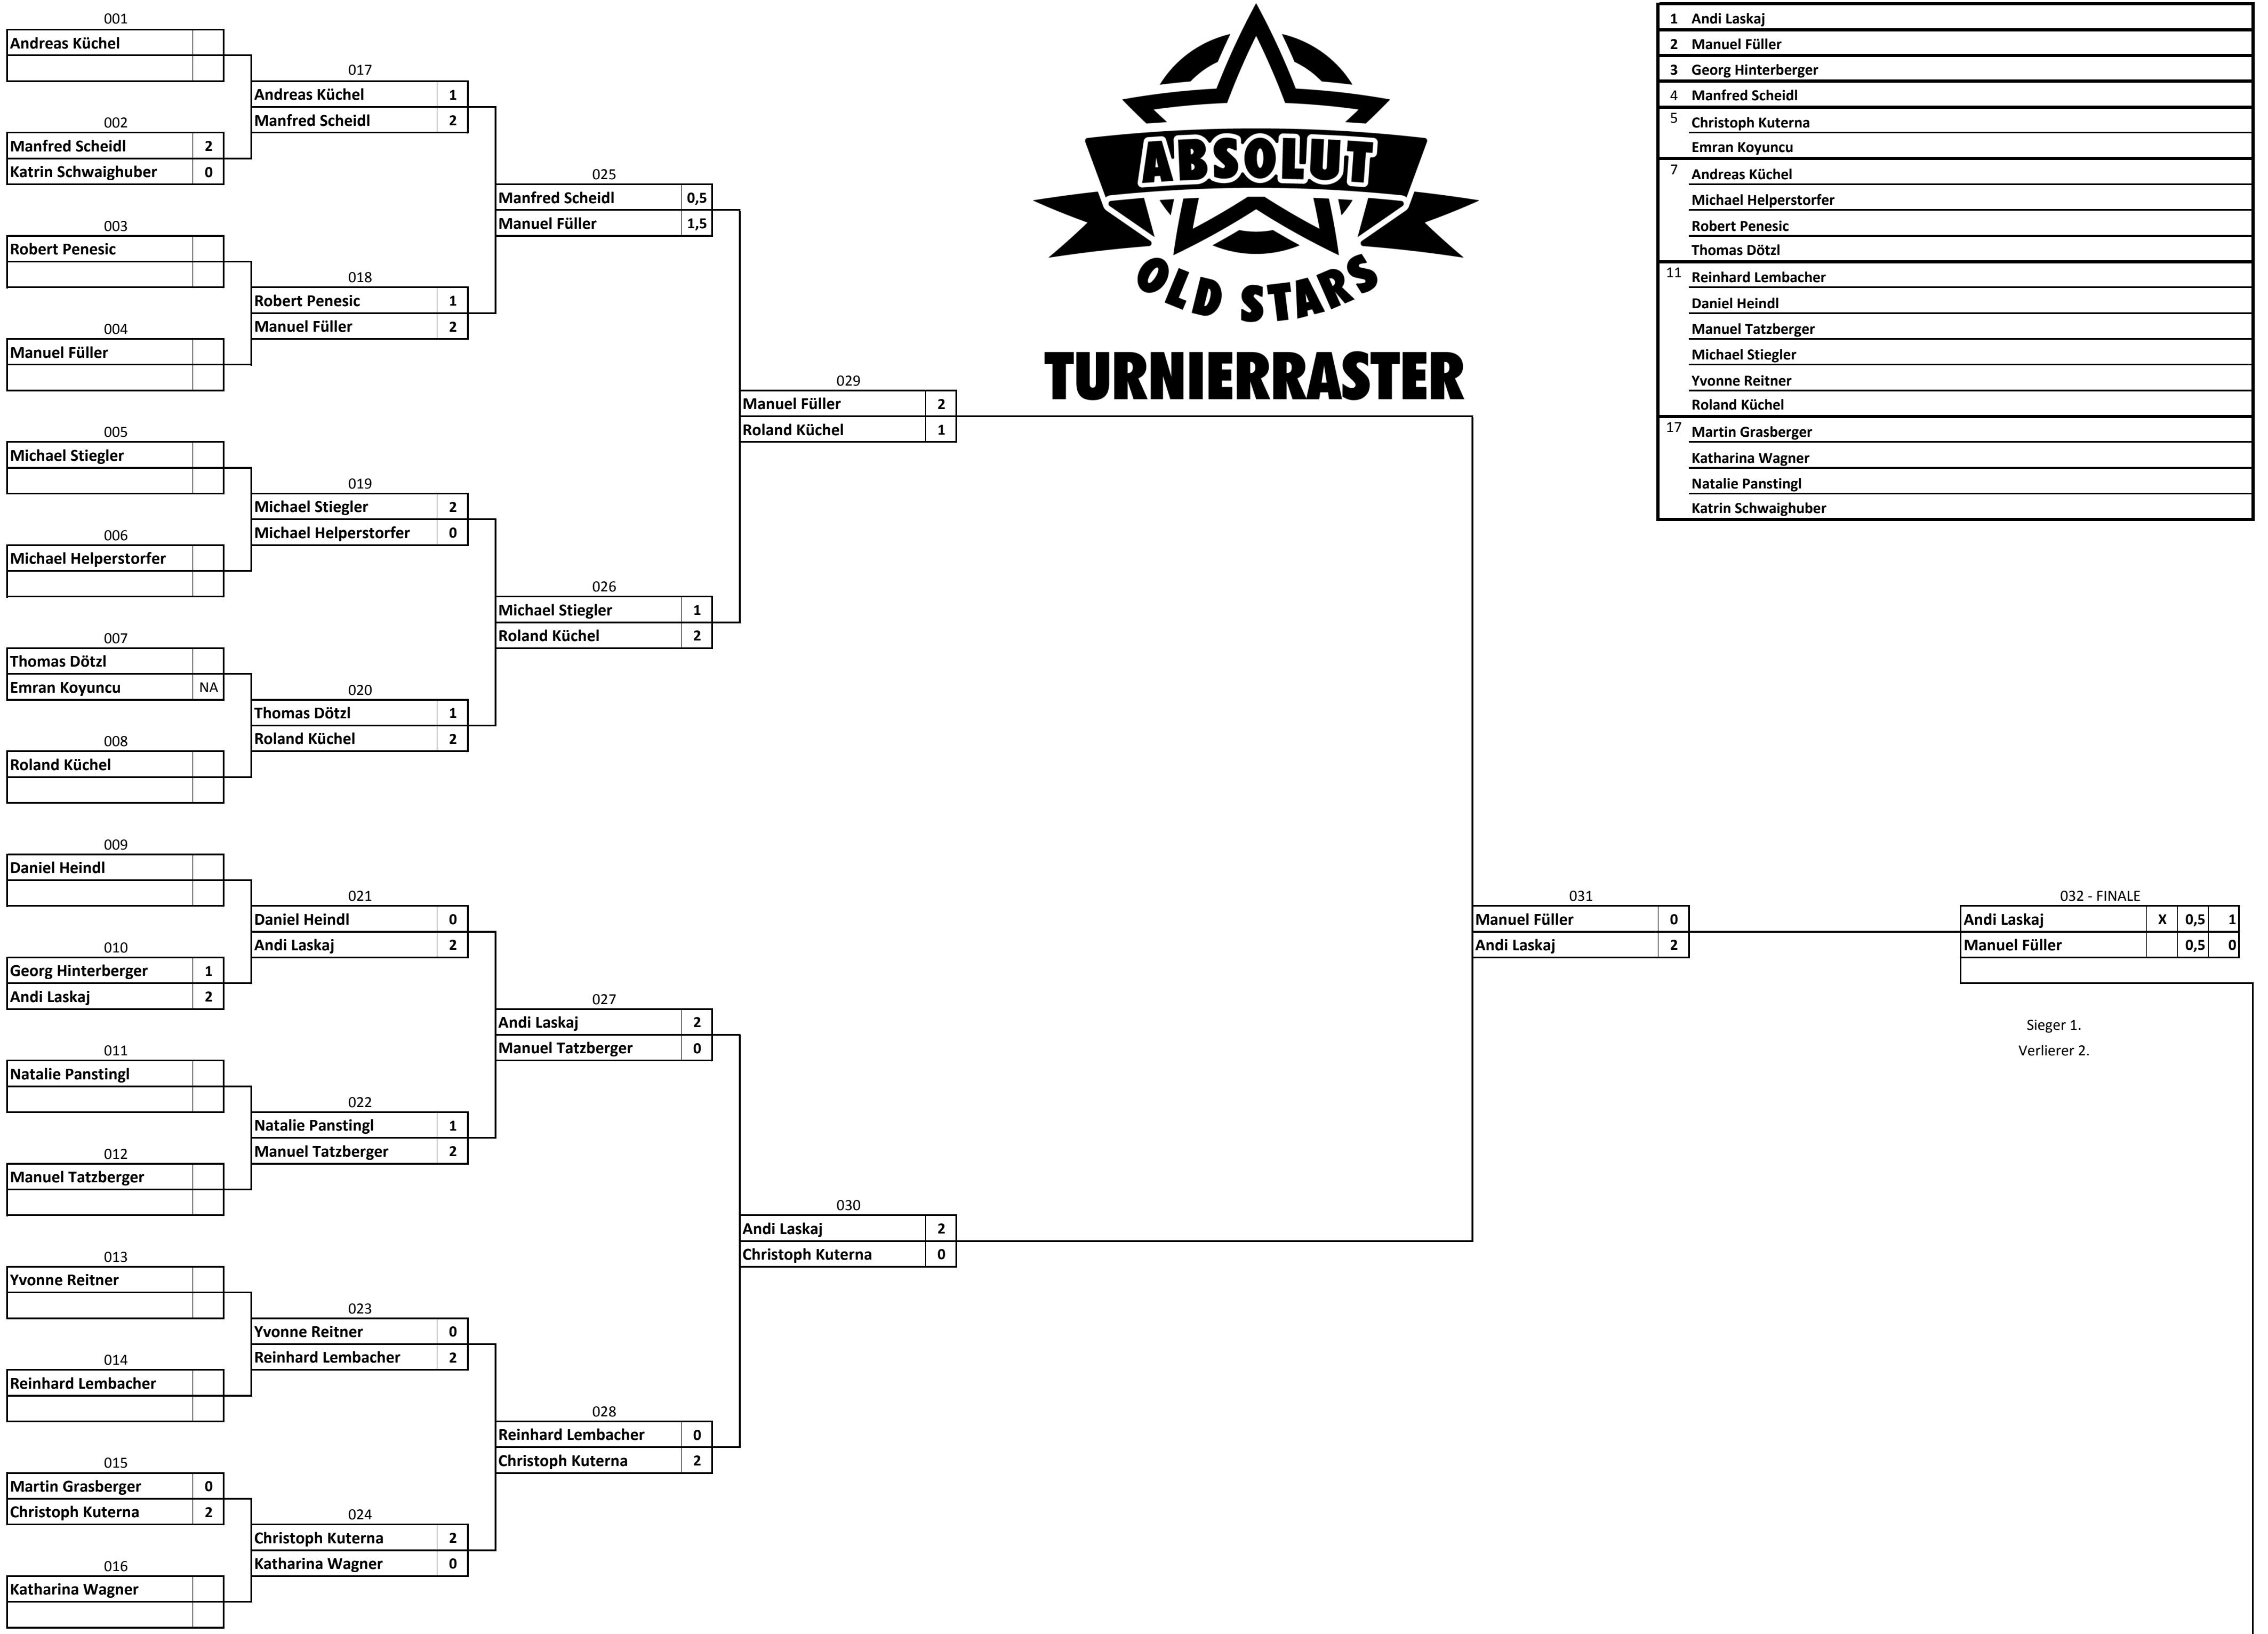 001
Andreas Küchel
002
Manfred Scheidl 2
Katrin Schwaighuber 0
003
Robert Penesic
004
Manuel Füller
005
Michael Stiegler
006
Michael Helperstorfer
007
Thomas Dötzl
Emran Koyuncu NA
008
Roland Küchel
009
Daniel Heindl
010
Georg Hinterberger 1
Andi Laskaj 2
011
Natalie Panstingl
012
Manuel Tatzberger
013
Yvonne Reitner
014
Reinhard Lembacher
015
Martin Grasberger 0
Christoph Kuterna 2
016
Katharina Wagner
017
Andreas Küchel 1
Manfred Scheidl 2
018
Robert Penesic 1
Manuel Füller 2
019
Michael Stiegler 2
Michael Helperstorfer 0
020
Thomas Dötzl 1
Roland Küchel 2
021
Daniel Heindl 0
Andi Laskaj 2
022
Natalie Panstingl 1
Manuel Tatzberger 2
023
Yvonne Reitner 0
Reinhard Lembacher 2
024
Christoph Kuterna 2
Katharina Wagner 0
025
Manfred Scheidl 0,5
Manuel Füller 1,5
026
Michael Stiegler 1
Roland Küchel 2
027
Andi Laskaj 2
Manuel Tatzberger 0
028
Reinhard Lembacher 0
Christoph Kuterna 2
029
Manuel Füller 2
Roland Küchel 1
030
Andi Laskaj 2
Christoph Kuterna 0
ABSOLUT
OLD STARS
TURNIERRASTER
031
Manuel Füller 0
Andi Laskaj 2
032 - FINALE
Andi Laskaj X 0,5 1
Manuel Füller 0,5 0
Sieger 1.
Verlierer 2.
1 Andi Laskaj
2 Manuel Füller
3 Georg Hinterberger
4 Manfred Scheidl
5 Christoph Kuterna
Emran Koyuncu
7 Andreas Küchel
Michael Helperstorfer
Robert Penesic
Thomas Dötzl
11 Reinhard Lembacher
Daniel Heindl
Manuel Tatzberger
Michael Stiegler
Yvonne Reitner
Roland Küchel
17 Martin Grasberger
Katharina Wagner
Natalie Panstingl
Katrin Schwaighuber